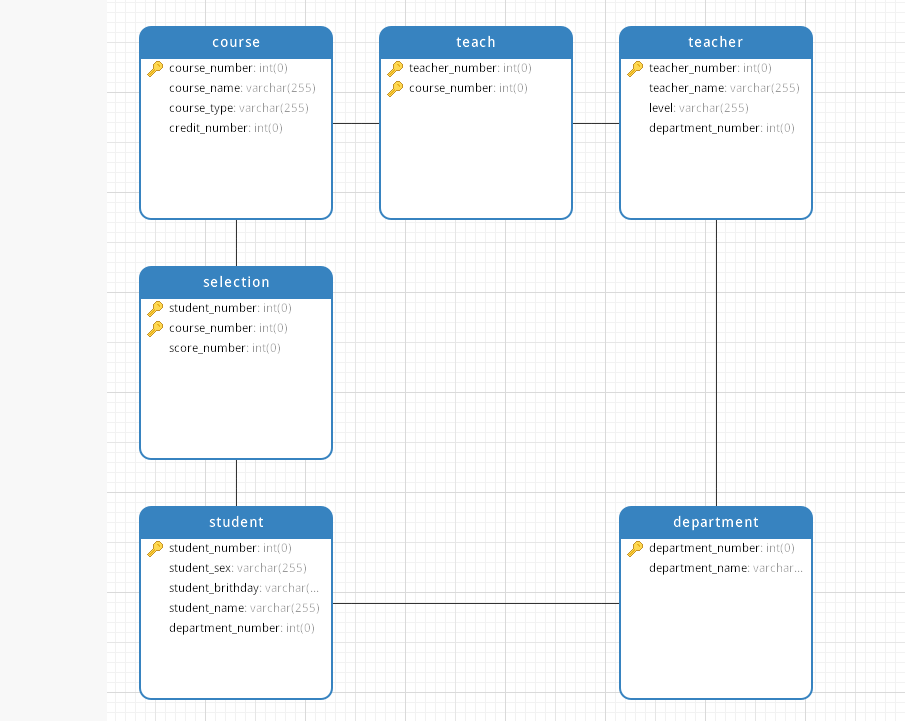 course
course_number: int(0)
course_name: varchar(255)
course_type: varchar(255)
credit_number: int(0)
teach
teacher_number: int(0)
course_number: int(0)
teacher
teacher_number: int(0)
teacher_name: varchar(255)
level: varchar(255)
department_number: int(0)
selection
student_number: int(0)
course_number: int(0)
score_number: int(0)
student
student_number: int(0)
student_sex: varchar(255)
student_brithday: varchar(...
student_name: varchar(255)
department_number: int(0)
department
department_number: int(0)
department_name: varchar...